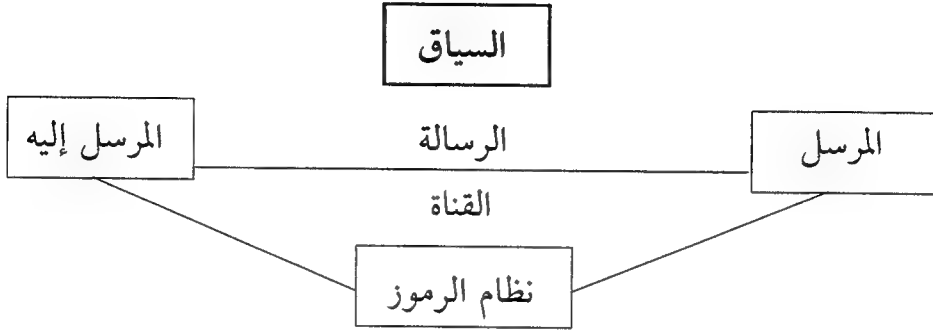 السياق
المرسل
الرسالة
المرسل إليه
القناة
نظام الرموز